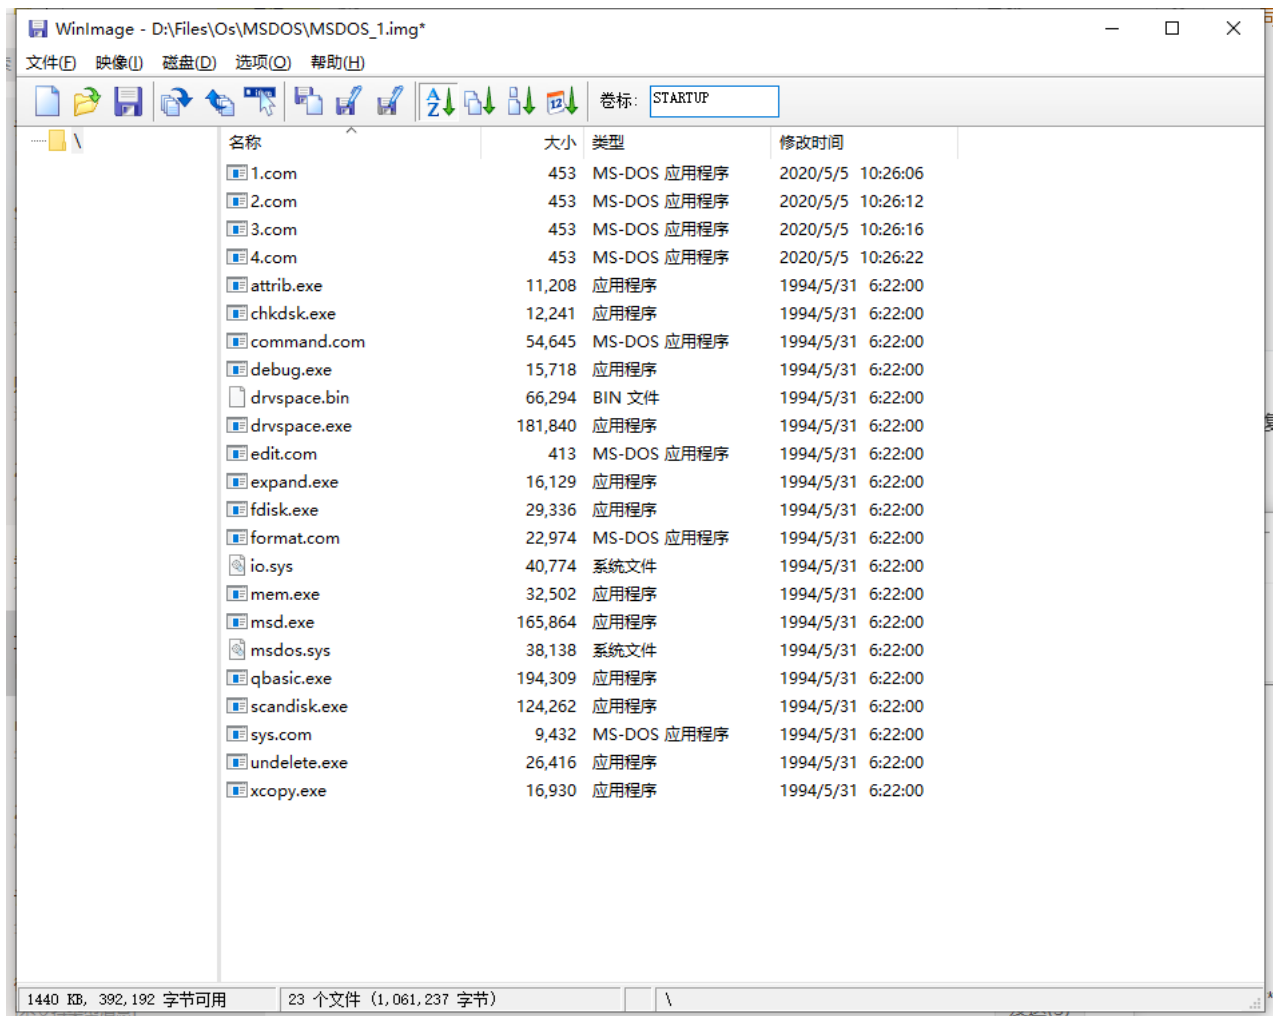 WinImage - D:\Files\Os\MSDOS\MSDOS_1.img*
文件(F) 映像(I) 磁盘(D) 选项(O) 帮助(H)
卷标: STARTUP
\
名称 大小 类型 修改时间
1.com 453 MS-DOS 应用程序 2020/5/5 10:26:06
2.com 453 MS-DOS 应用程序 2020/5/5 10:26:12
3.com 453 MS-DOS 应用程序 2020/5/5 10:26:16
4.com 453 MS-DOS 应用程序 2020/5/5 10:26:22
attrib.exe 11,208 应用程序 1994/5/31 6:22:00
chkdsk.exe 12,241 应用程序 1994/5/31 6:22:00
command.com 54,645 MS-DOS 应用程序 1994/5/31 6:22:00
debug.exe 15,718 应用程序 1994/5/31 6:22:00
drvspace.bin 66,294 BIN 文件 1994/5/31 6:22:00
drvspace.exe 181,840 应用程序 1994/5/31 6:22:00
edit.com 413 MS-DOS 应用程序 1994/5/31 6:22:00
expand.exe 16,129 应用程序 1994/5/31 6:22:00
fdisk.exe 29,336 应用程序 1994/5/31 6:22:00
format.com 22,974 MS-DOS 应用程序 1994/5/31 6:22:00
io.sys 40,774 系统文件 1994/5/31 6:22:00
mem.exe 32,502 应用程序 1994/5/31 6:22:00
msd.exe 165,864 应用程序 1994/5/31 6:22:00
msdos.sys 38,138 系统文件 1994/5/31 6:22:00
qbasic.exe 194,309 应用程序 1994/5/31 6:22:00
scandisk.exe 124,262 应用程序 1994/5/31 6:22:00
sys.com 9,432 MS-DOS 应用程序 1994/5/31 6:22:00
undelete.exe 26,416 应用程序 1994/5/31 6:22:00
xcopy.exe 16,930 应用程序 1994/5/31 6:22:00
1440 KB, 392,192 字节可用 23 个文件 (1,061,237 字节) \